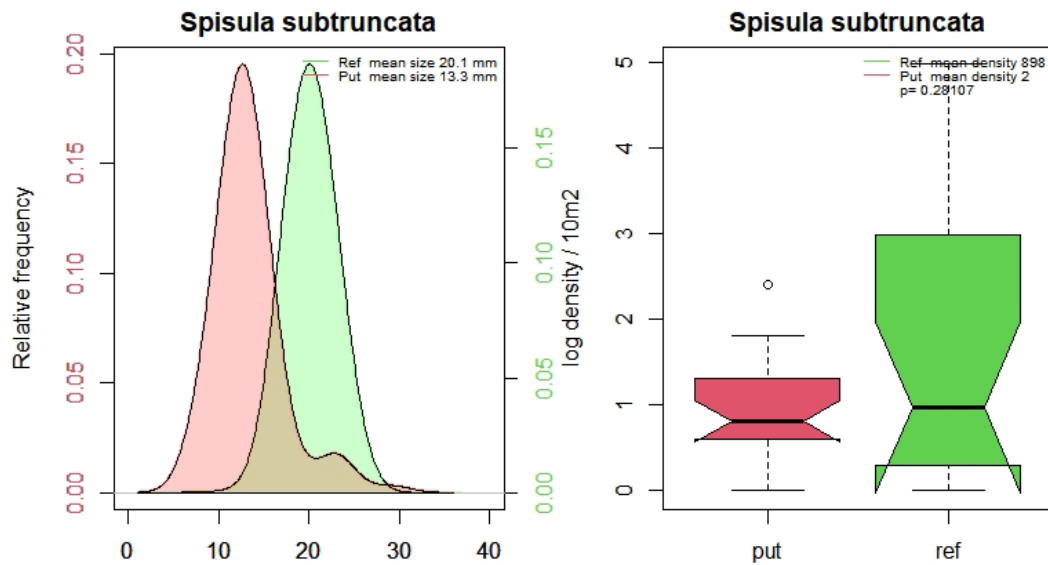 Spisula subtruncata
Ref mean size 20.1 mm
Put mean size 13.3 mm
Relative frequency
0.00 0.05 0.10 0.15 0.20
0.00 0.05 0.10 0.15
0 10 20 30 40
Spisula subtruncata
Ref mean density 898
Put mean density 2
p= 0.28107
log density / 10m2
0 1 2 3 4 5
put ref